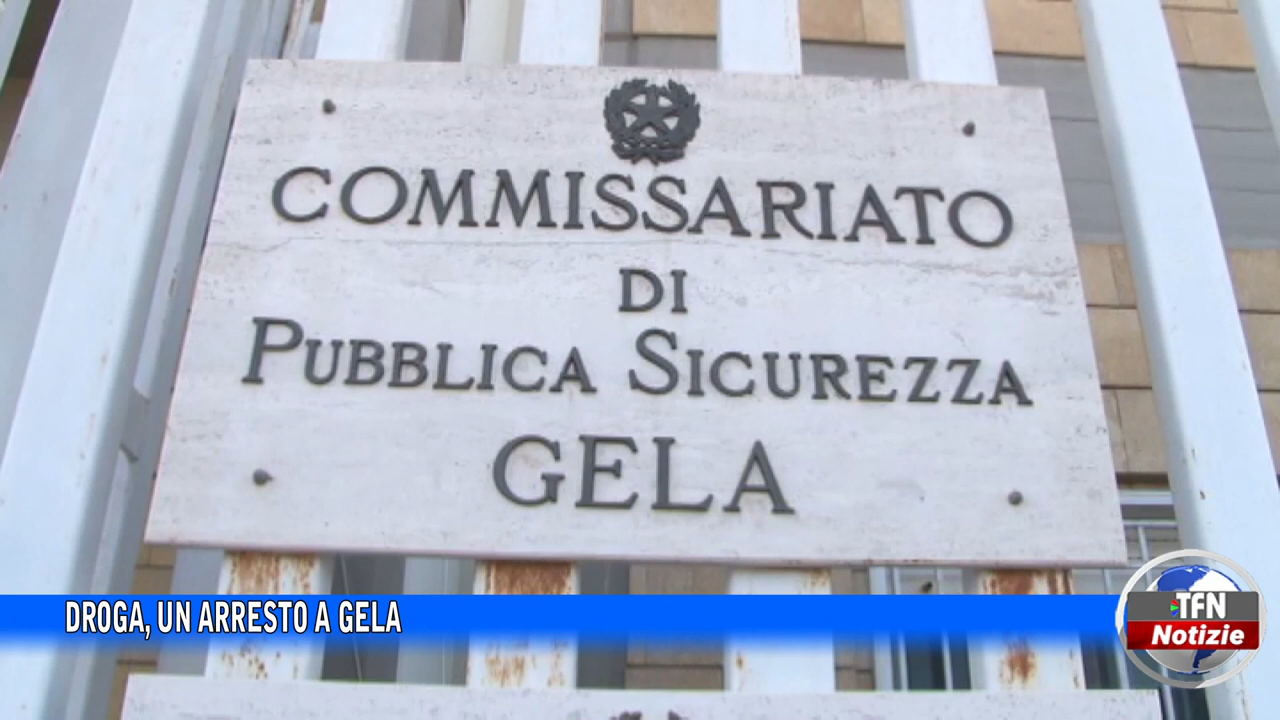 COMMISSARIATO
DI
PUBBLICA SICUREZZA
GELA
DROGA, UN ARRESTO A GELA
TFN
Notizie